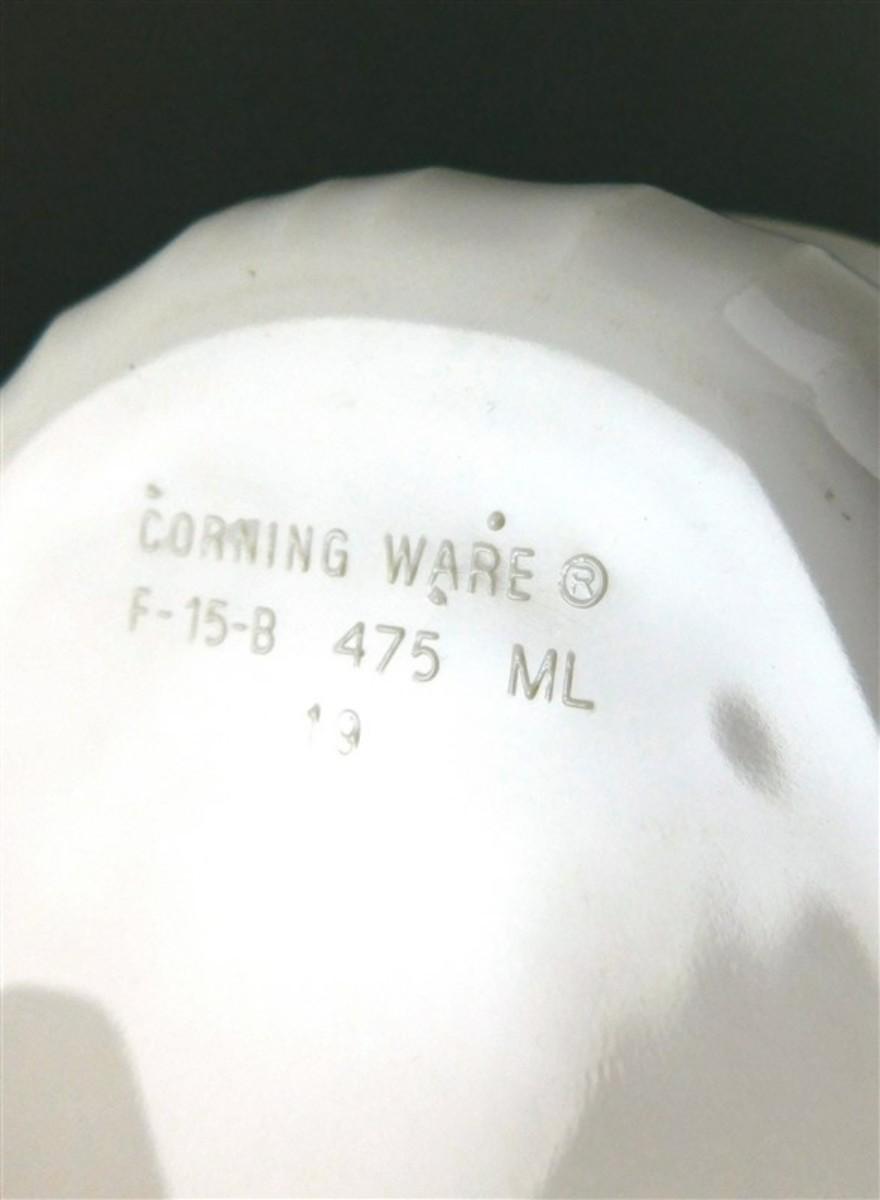 CORNING WARE ®
F-15-B 475 ML
19